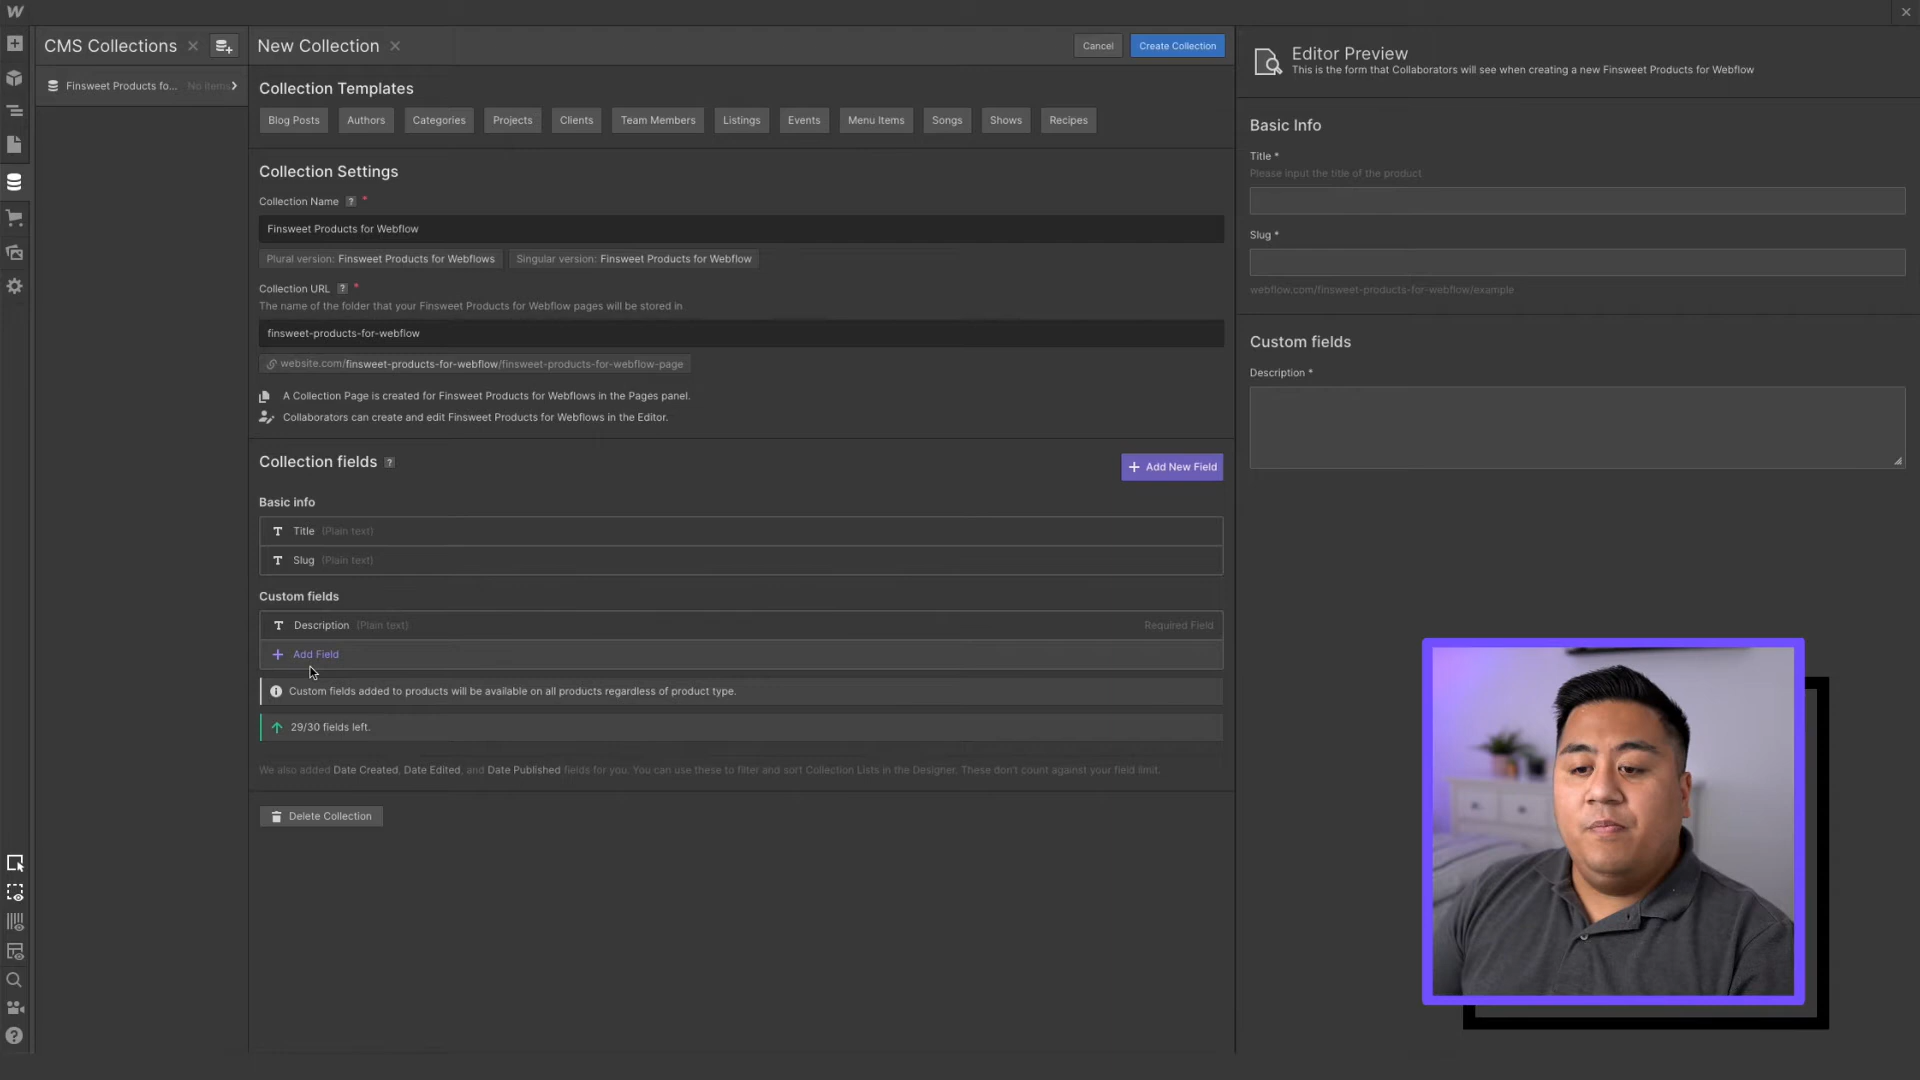 CMS Collections
Finsweet Products fo... No items
New Collection
Cancel
Create Collection
Collection Templates
Blog Posts
Authors
Categories
Projects
Clients
Team Members
Listings
Events
Menu Items
Songs
Shows
Recipes
Collection Settings
Collection Name ? *
Finsweet Products for Webflow
Plural version: Finsweet Products for Webflows
Singular version: Finsweet Products for Webflow
Collection URL ? *
The name of the folder that your Finsweet Products for Webflow pages will be stored in
finsweet-products-for-webflow
website.com/finsweet-products-for-webflow/finsweet-products-for-webflow-page
A Collection Page is created for Finsweet Products for Webflows in the Pages panel.
Collaborators can create and edit Finsweet Products for Webflows in the Editor.
Collection fields ?
+ Add New Field
Basic info
T Title (Plain text)
T Slug (Plain text)
Custom fields
T Description (Plain text) Required Field
+ Add Field
Custom fields added to products will be available on all products regardless of product type.
29/30 fields left.
We also added Date Created, Date Edited, and Date Published fields for you. You can use these to filter and sort Collection Lists in the Designer. These don't count against your field limit.
Delete Collection
Editor Preview
This is the form that Collaborators will see when creating a new Finsweet Products for Webflow
Basic Info
Title *
Please input the title of the product
Slug *
webflow.com/finsweet-products-for-webflow/example
Custom fields
Description *